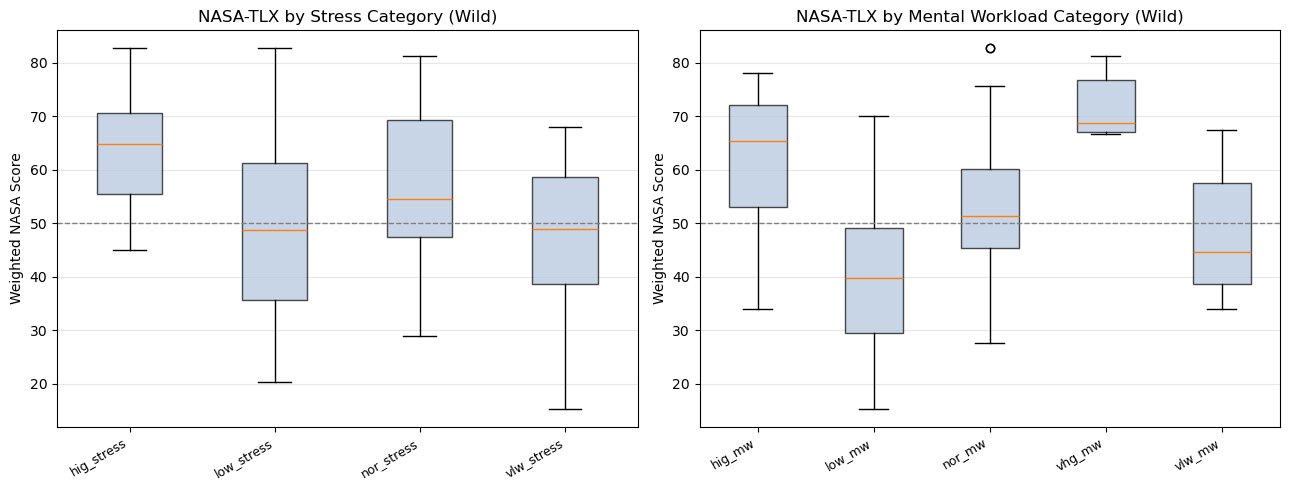 NASA-TLX by Stress Category (Wild)
Weighted NASA Score
80
70
60
50
40
30
20
hig_stress
low_stress
nor_stress
vlw_stress
NASA-TLX by Mental Workload Category (Wild)
Weighted NASA Score
80
70
60
50
40
30
20
hig_mw
low_mw
nor_mw
vhg_mw
vlw_mw